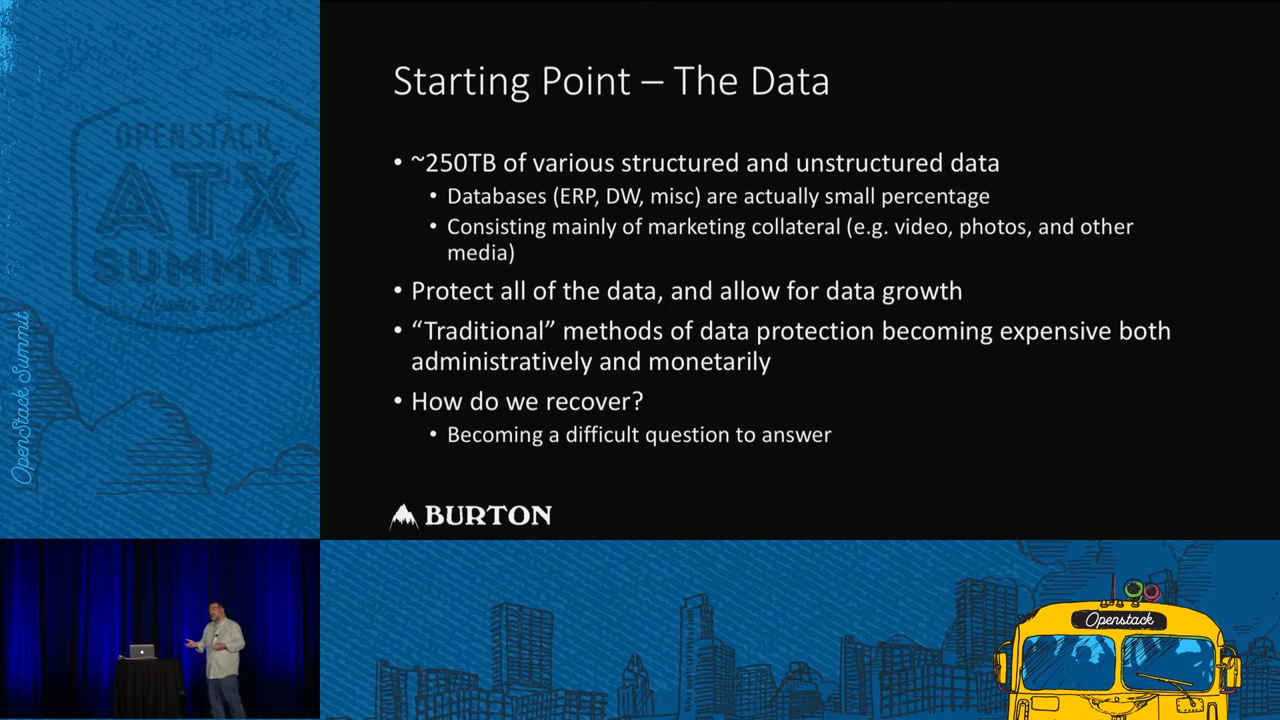 OPENSTACK
ATX
SUMMIT
OpenStack Summit
Starting Point – The Data
• ~250TB of various structured and unstructured data
• Databases (ERP, DW, misc) are actually small percentage
• Consisting mainly of marketing collateral (e.g. video, photos, and other
media)
• Protect all of the data, and allow for data growth
• “Traditional” methods of data protection becoming expensive both
administratively and monetarily
• How do we recover?
• Becoming a difficult question to answer
BURTON
Openstack